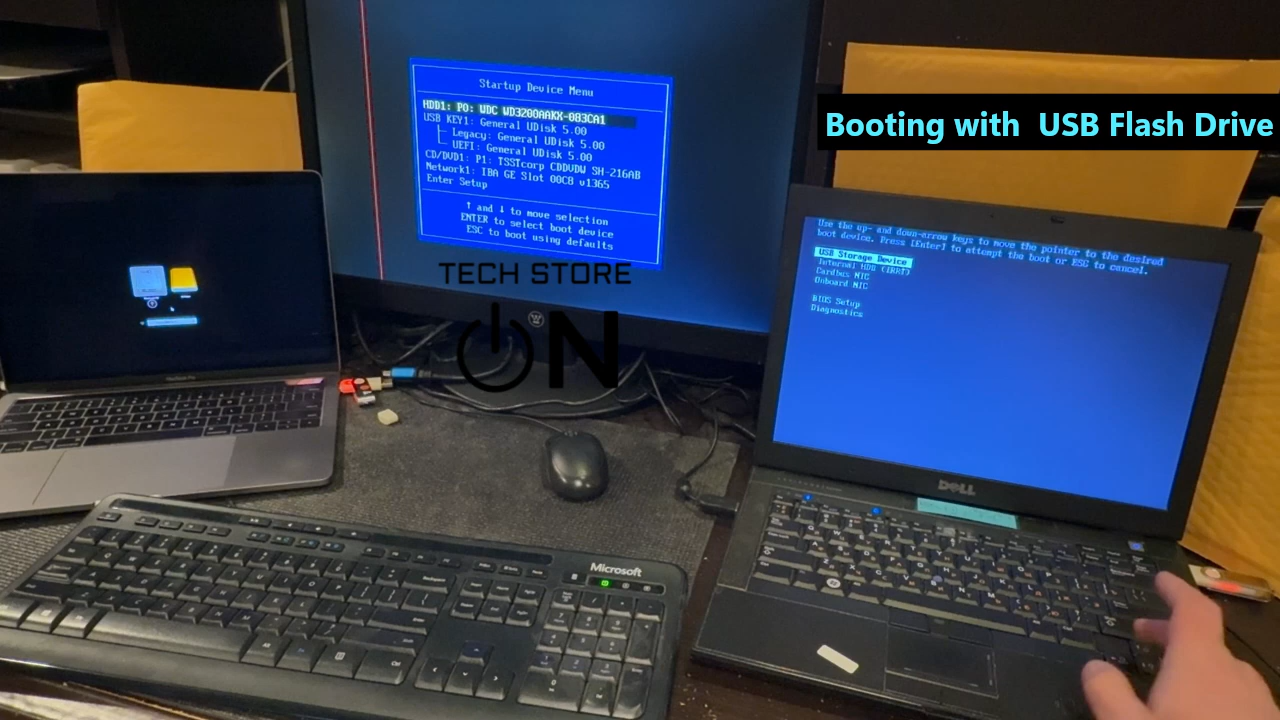 Booting with USB Flash Drive
Startup Device Menu
HDD1: PO: WDC WD3200AAKX-083CA1
USB KEY1: General UDisk 5.00
Legacy: General UDisk 5.00
UEFI: General UDisk 5.00
CD/DVD1: P1: TSSTcorp CDDVDW SH-216AB
Network1: IBA GE Slot 00C8 v1365
Enter Setup
↑ and ↓ to move selection
ENTER to select boot device
ESC to boot using defaults
TECH STORE
ON
Use the up- and down-arrow keys to move the pointer to the desired
boot device. Press [Enter] to attempt the boot or ESC to cancel.
USB Storage Device
Internal HDD (IRRT)
Cardbus NIC
Onboard NIC
BIOS Setup
Diagnostics
DELL
Microsoft